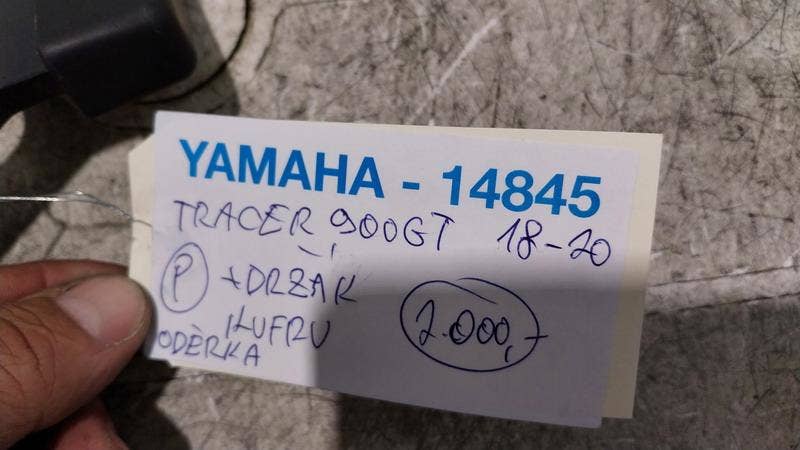 YAMAHA - 14845
TRACER 900GT 18-20
P +DRZAK
KUFRU 2.000,-
ODĚRKA